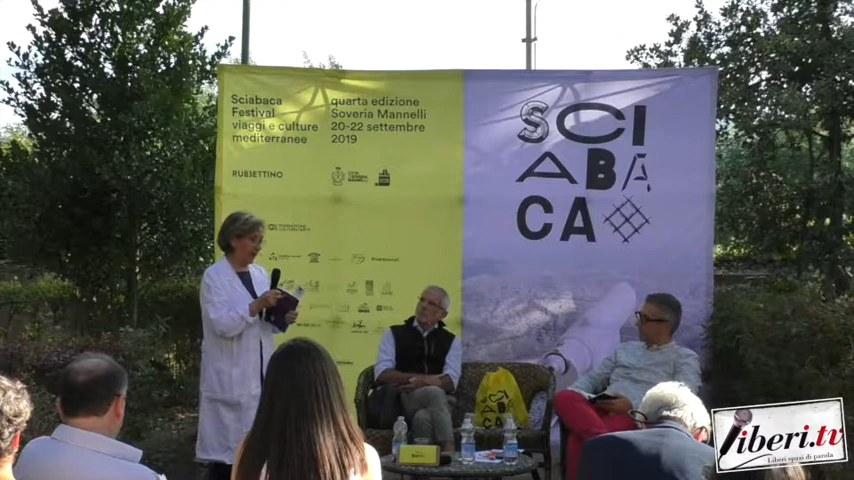 Sciabaca
Festival
viaggi e culture
mediterranee
quarta edizione
Soveria Mannelli
20-22 settembre
2019
RUBBETTINO
SCI
ABA
CA
liberi.tv
Liberi spazi di parola